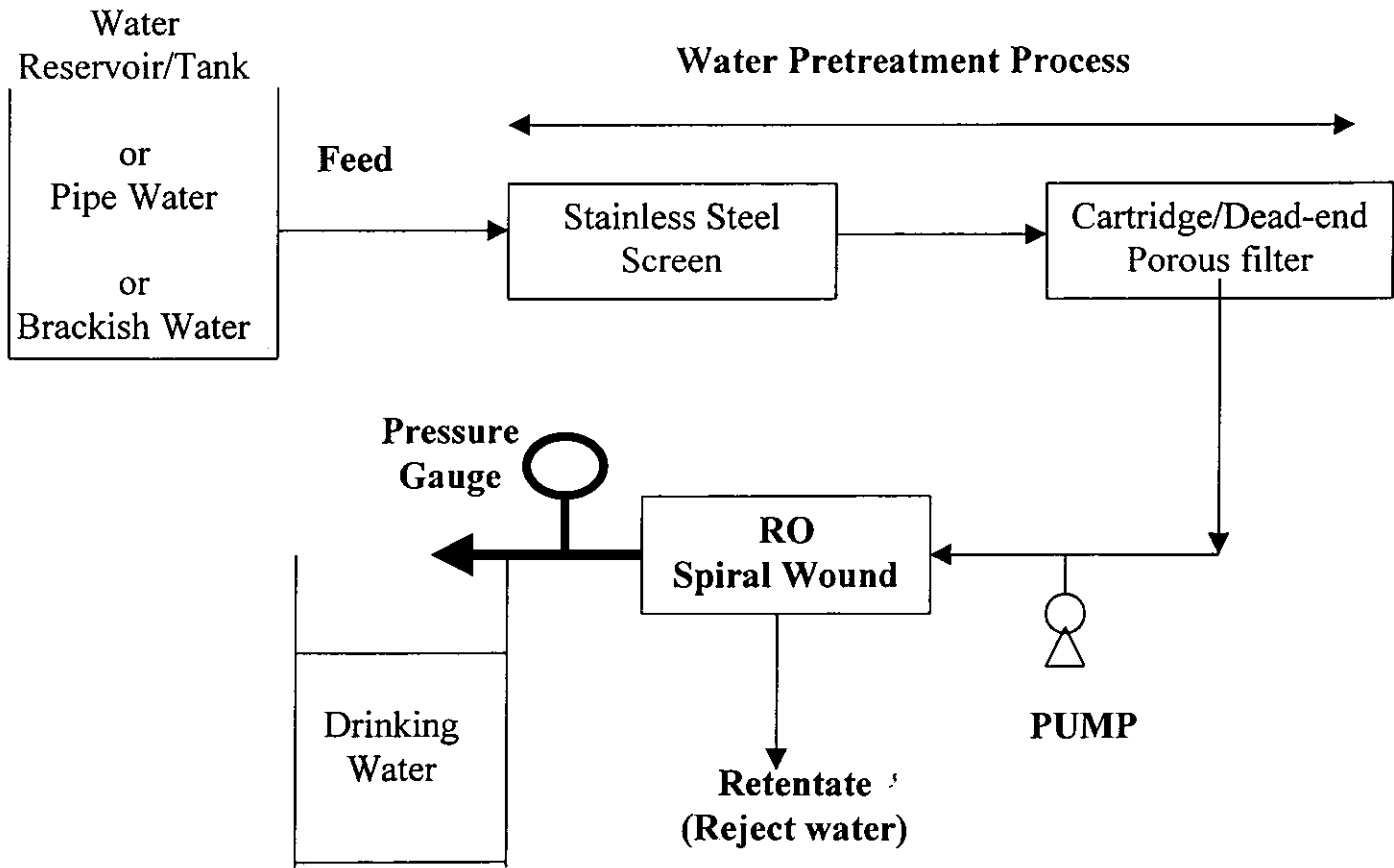 Water
Reservoir/Tank
or
Pipe Water
or
Brackish Water
Feed
Water Pretreatment Process
Stainless Steel
Screen
Cartridge/Dead-end
Porous filter
Pressure
Gauge
RO
Spiral Wound
PUMP
Drinking
Water
Retentate
(Reject water)